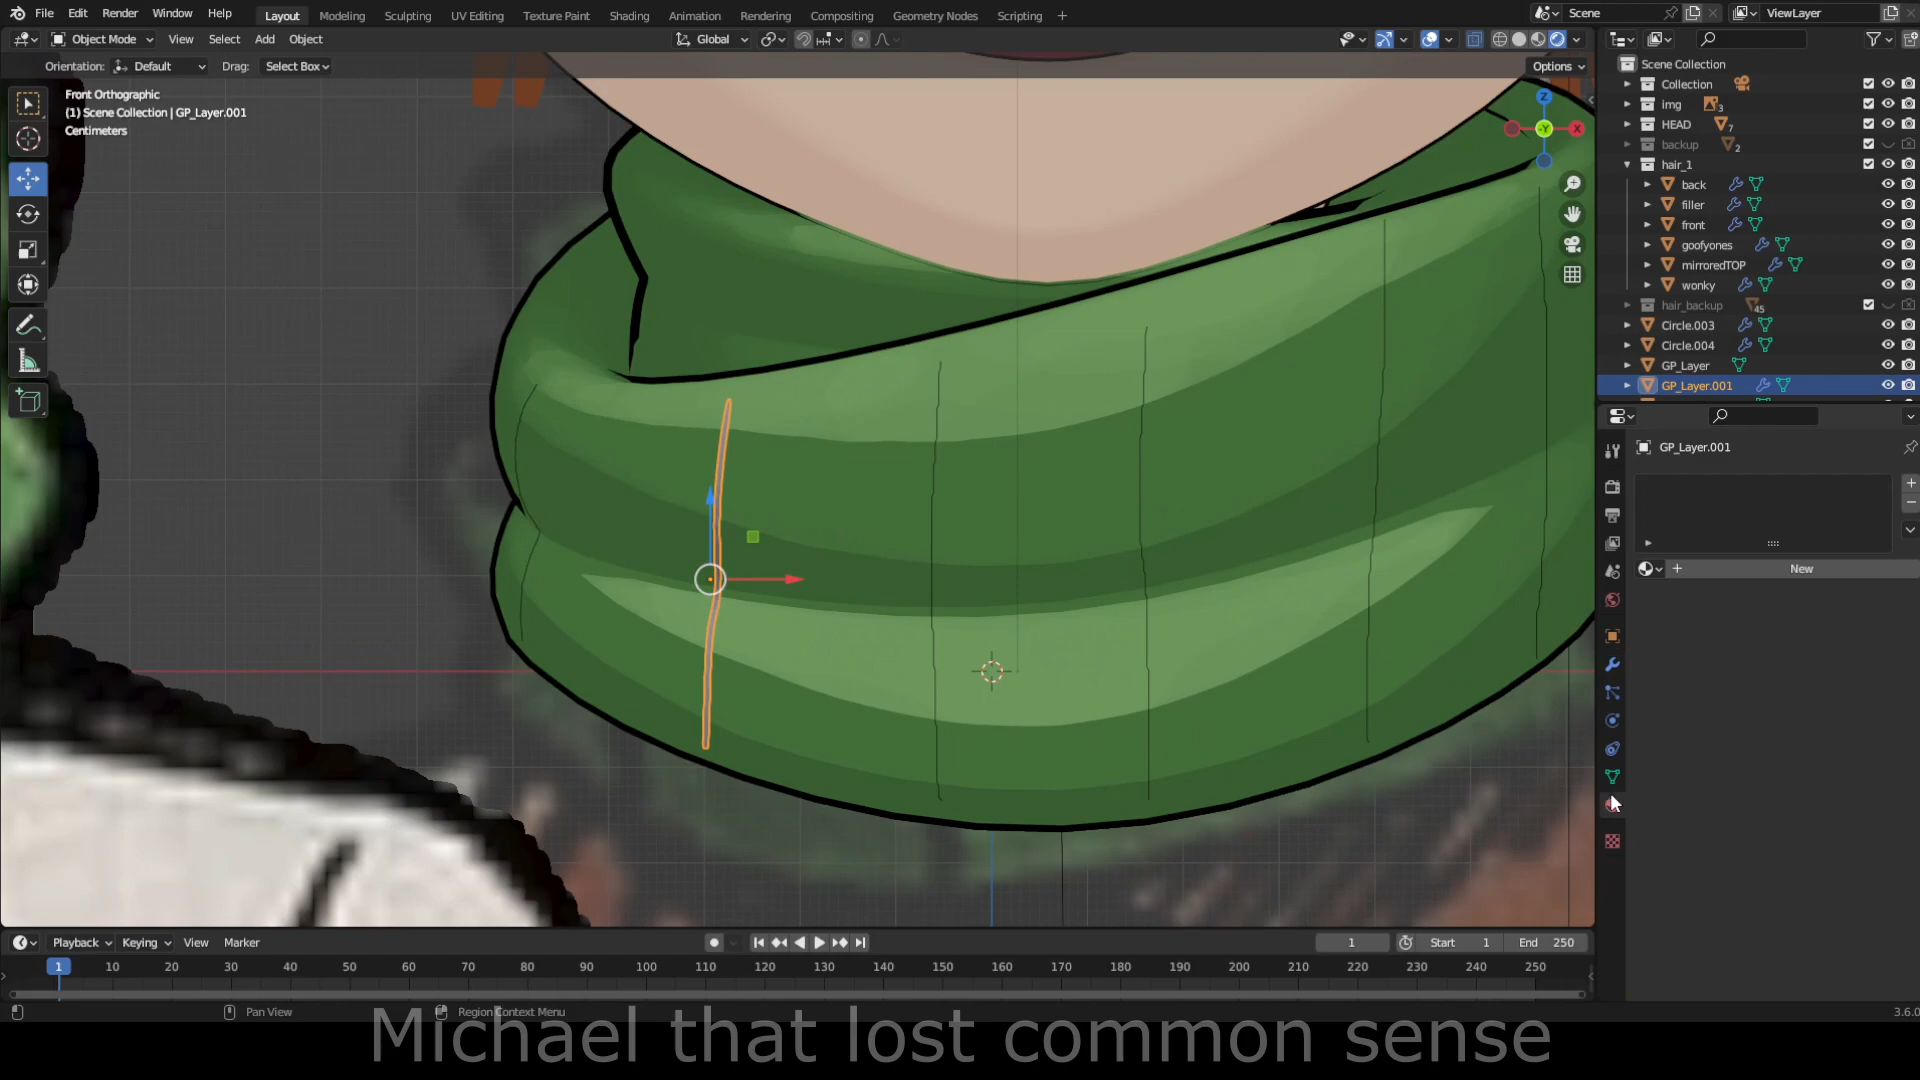 File Edit Render Window Help Layout Modeling Sculpting UV Editing Texture Paint Shading Animation Rendering Compositing Geometry Nodes Scripting + Scene ViewLayer
Object Mode View Select Add Object Global
Orientation: Default Drag: Select Box Options
Front Orthographic
(1) Scene Collection | GP_Layer.001
Centimeters
Z
-Y
X
Scene Collection
Collection
img 3
HEAD 7
backup 2
hair_1
back
filler
front
goofyones
mirroredTOP
wonky
hair_backup 45
Circle.003
Circle.004
GP_Layer
GP_Layer.001
GP_Layer.001
New
Playback Keying View Marker 1 Start 1 End 250
1 10 20 30 40 50 60 70 80 90 100 110 120 130 140 150 160 170 180 190 200 210 220 230 240 250
Pan View Region Context Menu 3.6.0
Michael that lost common sense